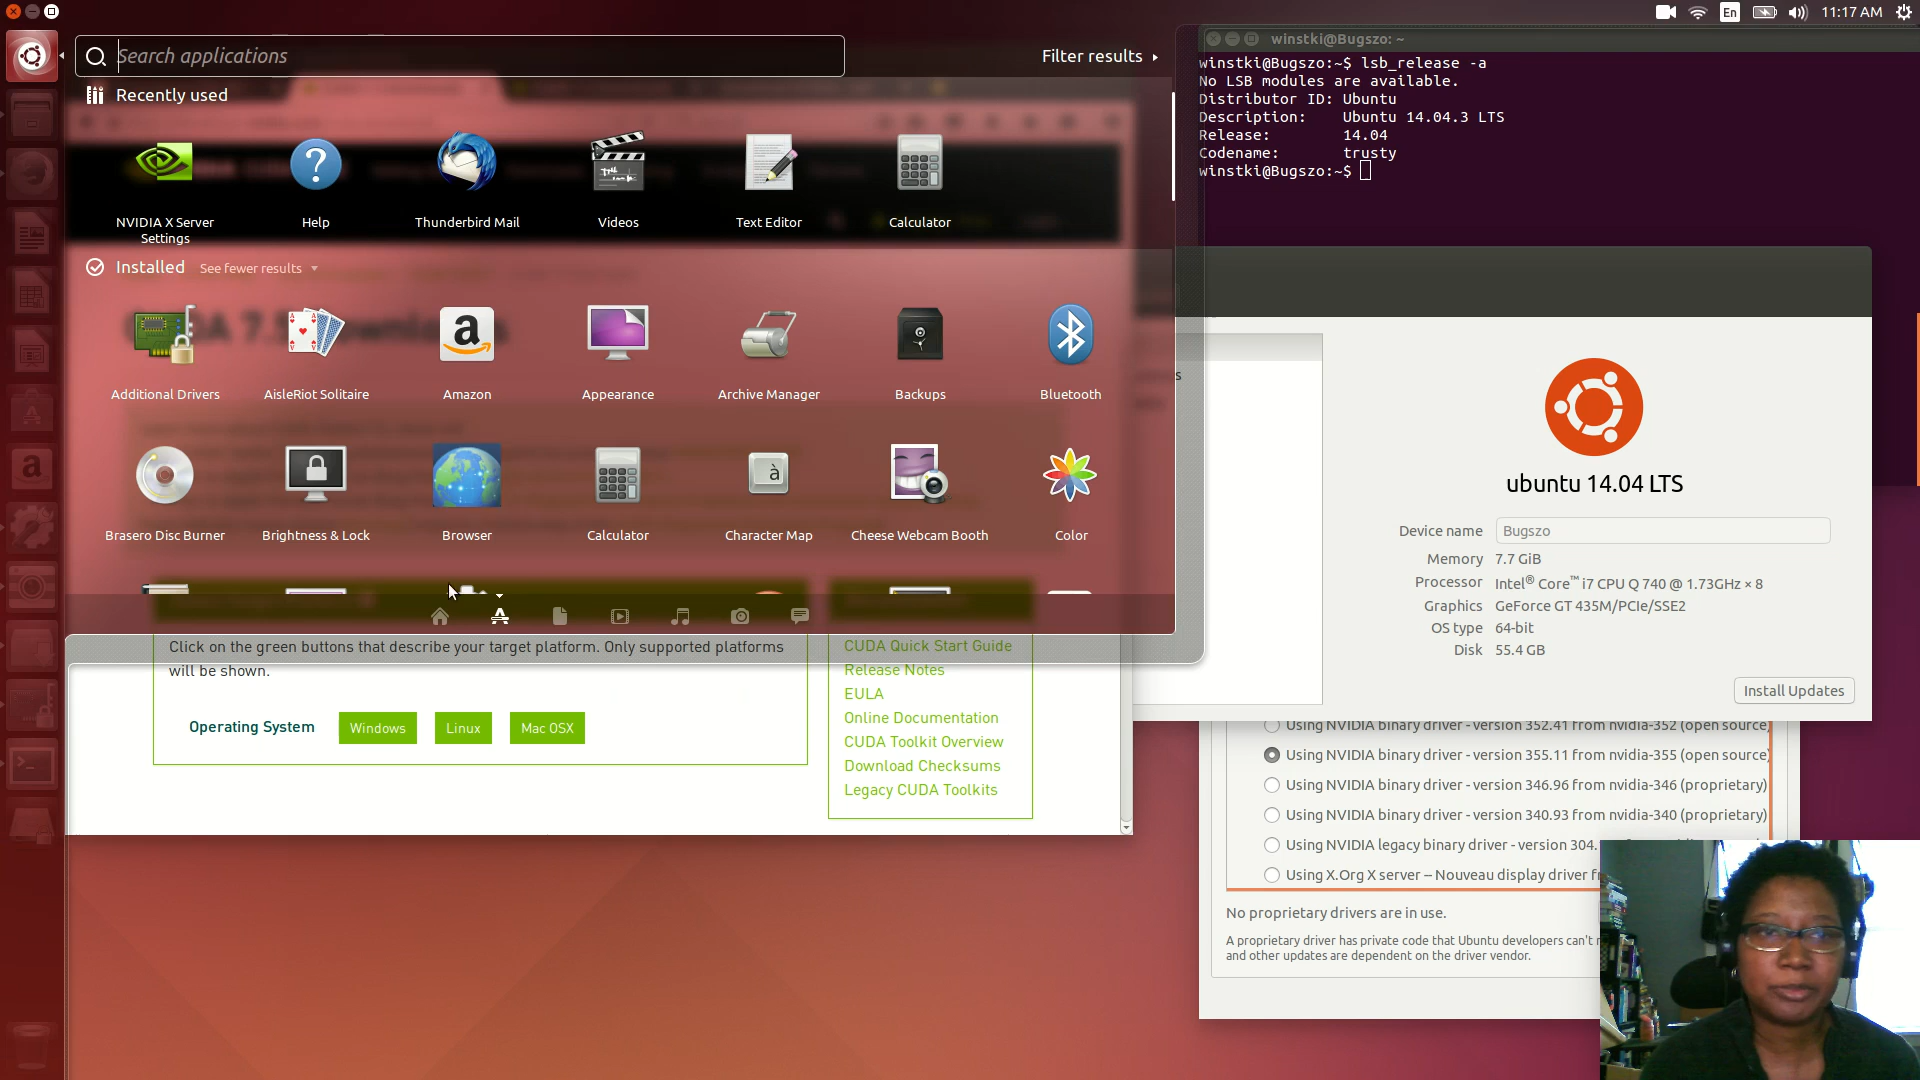 11:17 AM
En
Search applications
Filter results
Recently used
NVIDIA X Server
Settings
Help
Thunderbird Mail
Videos
Text Editor
Calculator
Installed
See fewer results
Additional Drivers
AisleRiot Solitaire
Amazon
Appearance
Archive Manager
Backups
Bluetooth
Brasero Disc Burner
Brightness & Lock
Browser
Calculator
Character Map
Cheese Webcam Booth
Color
winstki@Bugszo: ~
winstki@Bugszo:~$ lsb_release -a
No LSB modules are available.
Distributor ID: Ubuntu
Description: Ubuntu 14.04.3 LTS
Release: 14.04
Codename: trusty
winstki@Bugszo:~$
ubuntu 14.04 LTS
Device name Bugszo
Memory 7.7 GiB
Processor Intel® Core™ i7 CPU Q 740 @ 1.73GHz × 8
Graphics GeForce GT 435M/PCIe/SSE2
OS type 64-bit
Disk 55.4 GB
Install Updates
Click on the green buttons that describe your target platform. Only supported platforms
will be shown.
Operating System Windows Linux Mac OSX
CUDA Quick Start Guide
Release Notes
EULA
Online Documentation
CUDA Toolkit Overview
Download Checksums
Legacy CUDA Toolkits
Using NVIDIA binary driver - version 352.41 from nvidia-352 (open source)
Using NVIDIA binary driver - version 355.11 from nvidia-355 (open source)
Using NVIDIA binary driver - version 346.96 from nvidia-346 (proprietary)
Using NVIDIA binary driver - version 340.93 from nvidia-340 (proprietary)
Using NVIDIA legacy binary driver - version 304.
Using X.Org X server -- Nouveau display driver
No proprietary drivers are in use.
A proprietary driver has private code that Ubuntu developers can't
and other updates are dependent on the driver vendor.